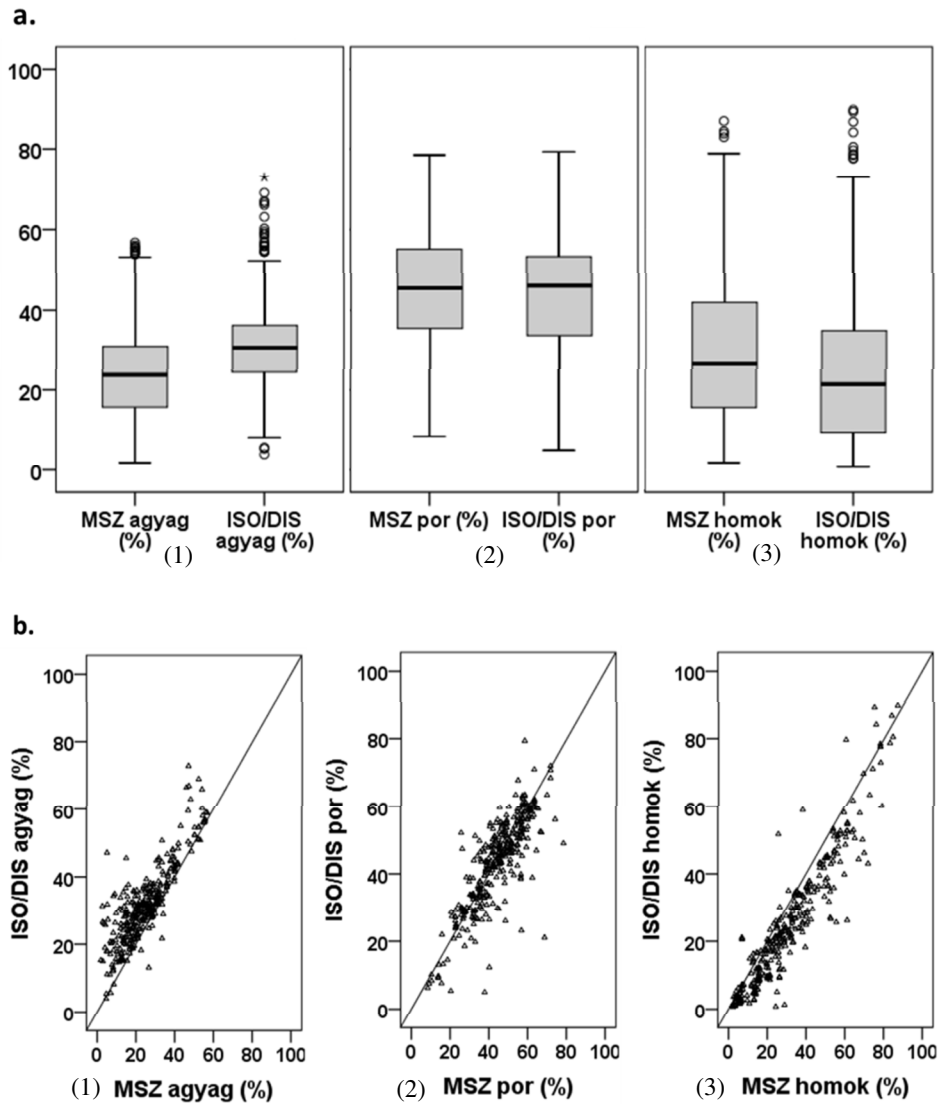 a.
100
80
60
40
20
0
MSZ agyag (%)
ISO/DIS agyag (%)
(1)
MSZ por (%)
ISO/DIS por (%)
(2)
MSZ homok (%)
ISO/DIS homok (%)
(3)
b.
ISO/DIS agyag (%)
100
80
60
40
20
0
0 20 40 60 80 100
(1) MSZ agyag (%)
ISO/DIS por (%)
100
80
60
40
20
0
0 20 40 60 80 100
(2) MSZ por (%)
ISO/DIS homok (%)
100
80
60
40
20
0
0 20 40 60 80 100
(3) MSZ homok (%)